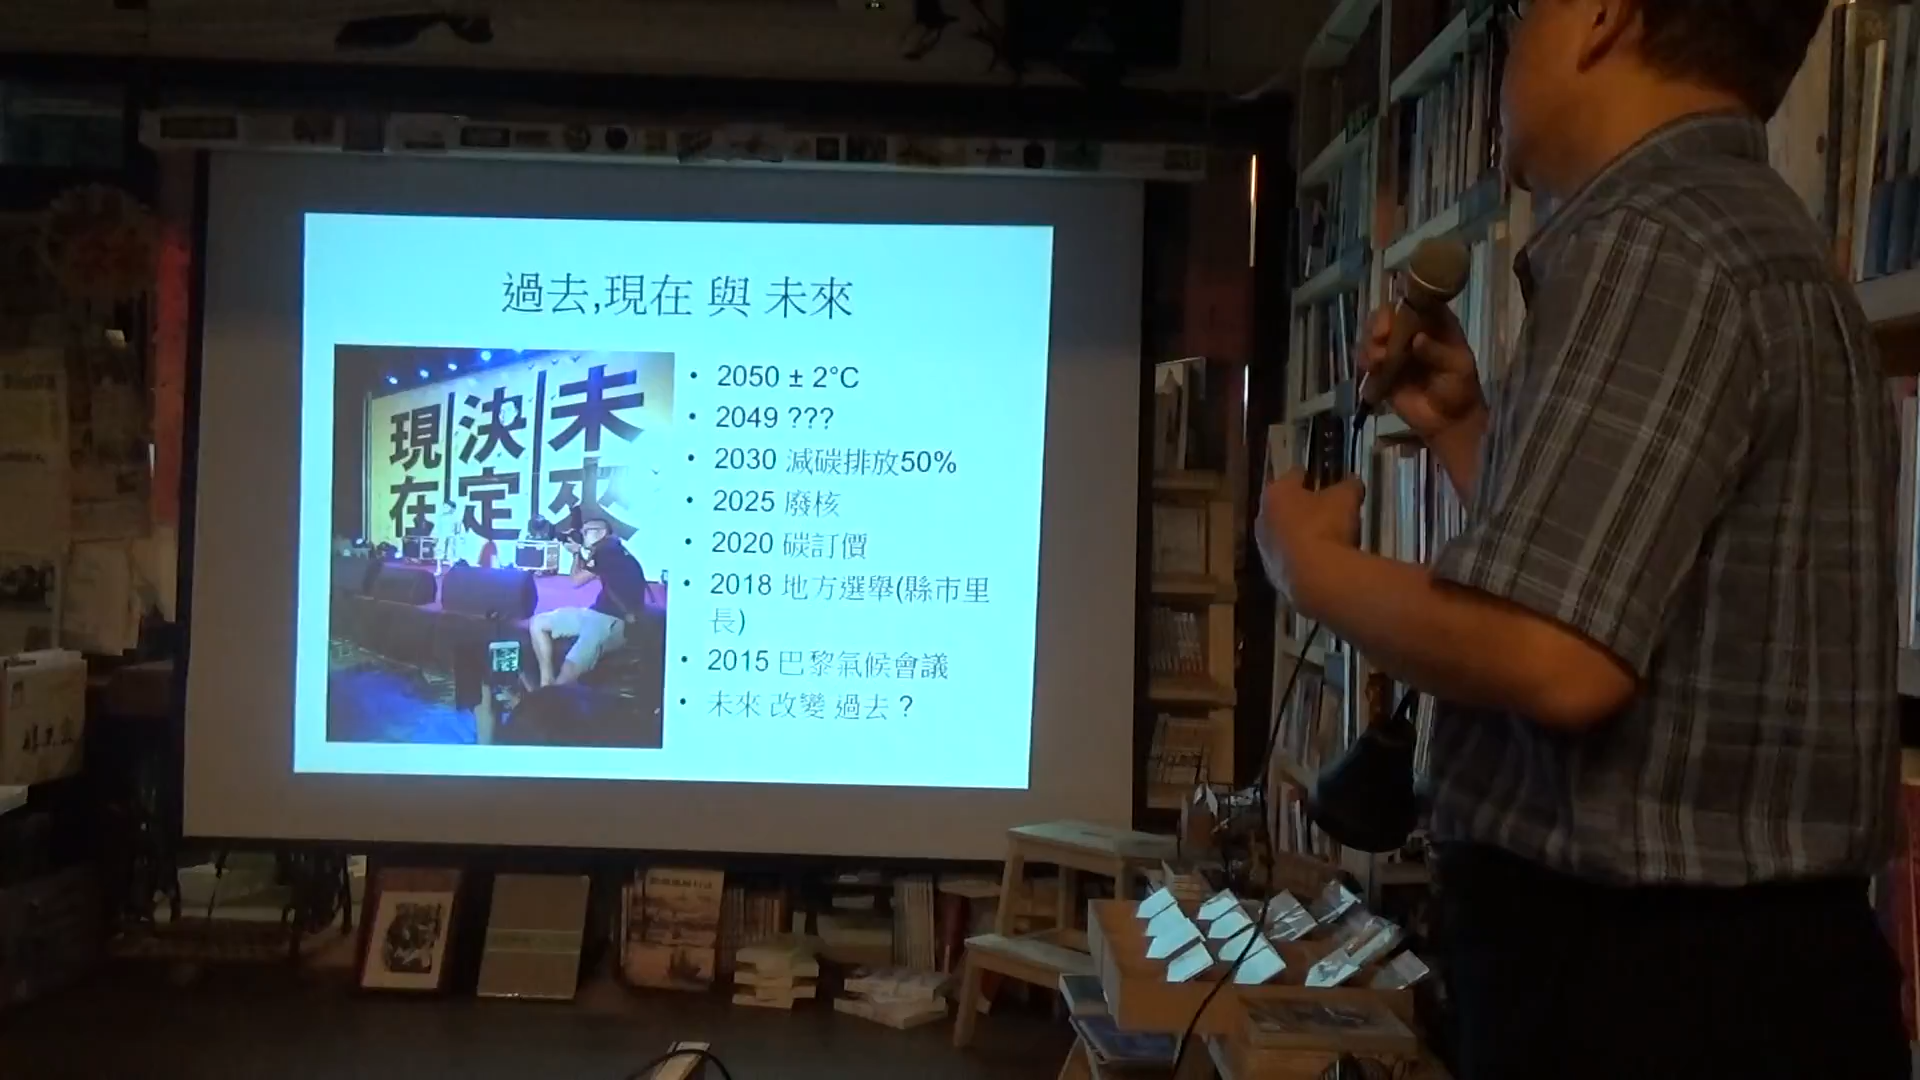 過去,現在 與 未來
現在 決定 未來
• 2050 ± 2°C
• 2049 ???
• 2030 減碳排放50%
• 2025 廢核
• 2020 碳訂價
• 2018 地方選舉(縣市里
長)
• 2015 巴黎氣候會議
• 未來 改變 過去 ?